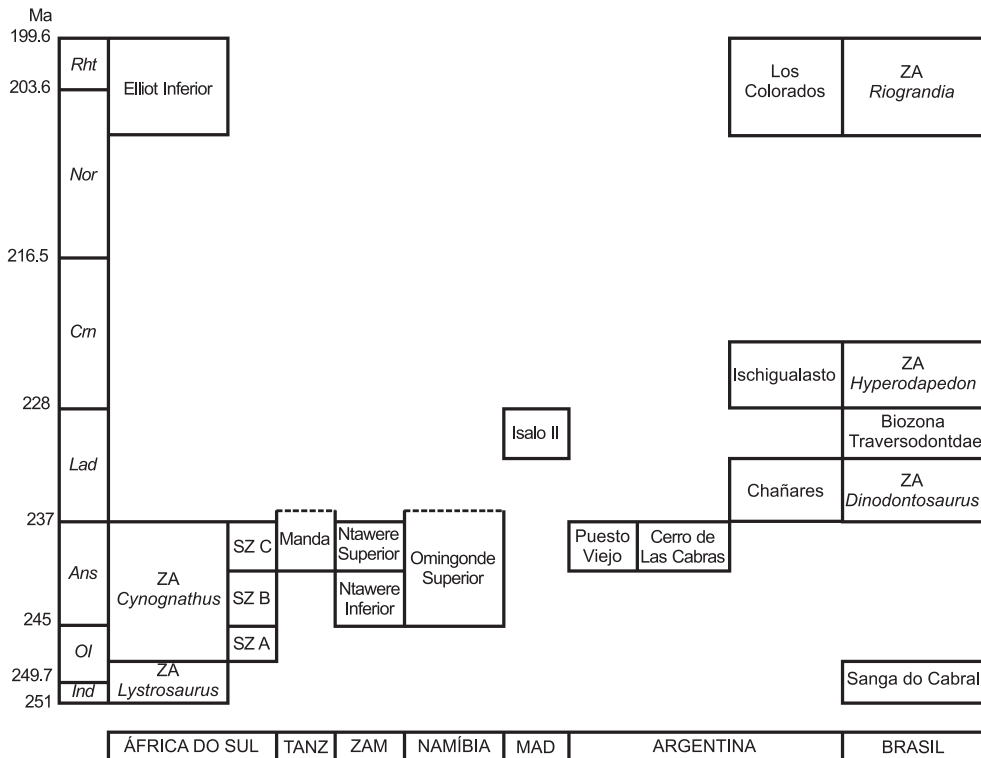 Ma
199.6
Rht
Elliot Inferior
Los
Colorados
ZA
Riograndia
203.6
Nor
216.5
Crn
Ischigualasto
ZA
Hyperodapedon
228
Isalo II
Biozona
Traversodontdae
Lad
Chañares
ZA
Dinodontosaurus
237
Ans
ZA
Cynognathus
SZ C
Manda
Ntawere
Superior
Omingonde
Superior
Puesto
Viejo
Cerro de
Las Cabras
SZ B
Ntawere
Inferior
245
Ol
SZ A
249.7
Ind
ZA
Lystrosaurus
Sanga do Cabral
251
ÁFRICA DO SUL
TANZ
ZAM
NAMÍBIA
MAD
ARGENTINA
BRASIL